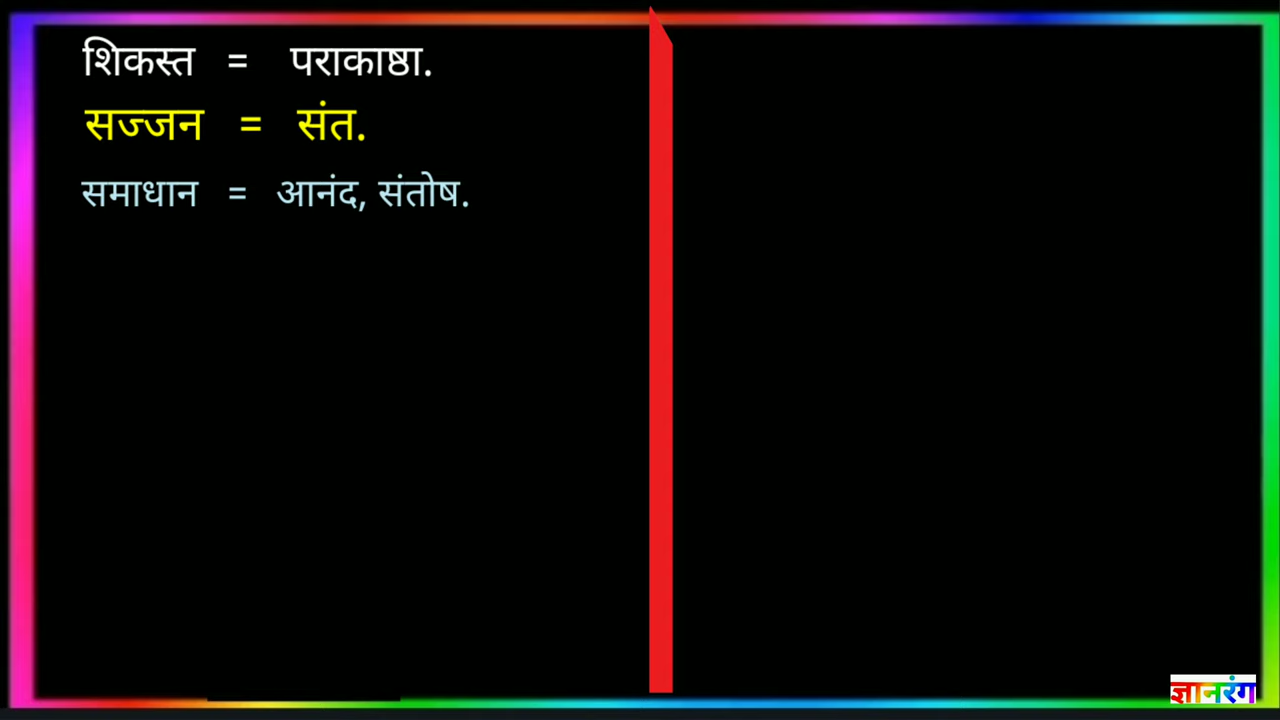 शिकस्त = पराकाष्ठा.
सज्जन = संत.
समाधान = आनंद, संतोष.
ज्ञानरंग